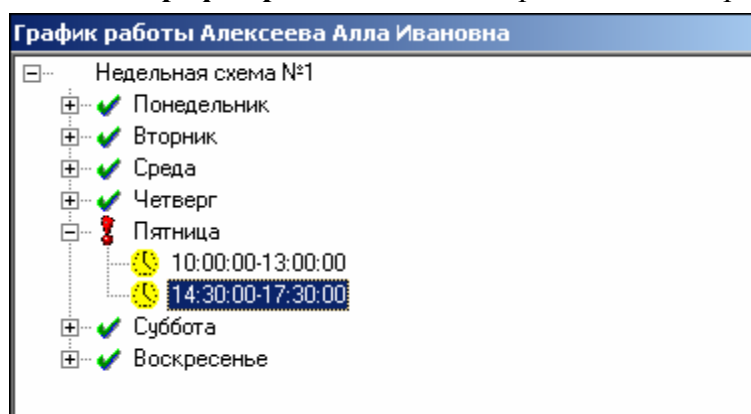 График работы Алексеева Алла Ивановна
Недельная схема №1
Понедельник
Вторник
Среда
Четверг
Пятница
10:00:00-13:00:00
14:30:00-17:30:00
Суббота
Воскресенье